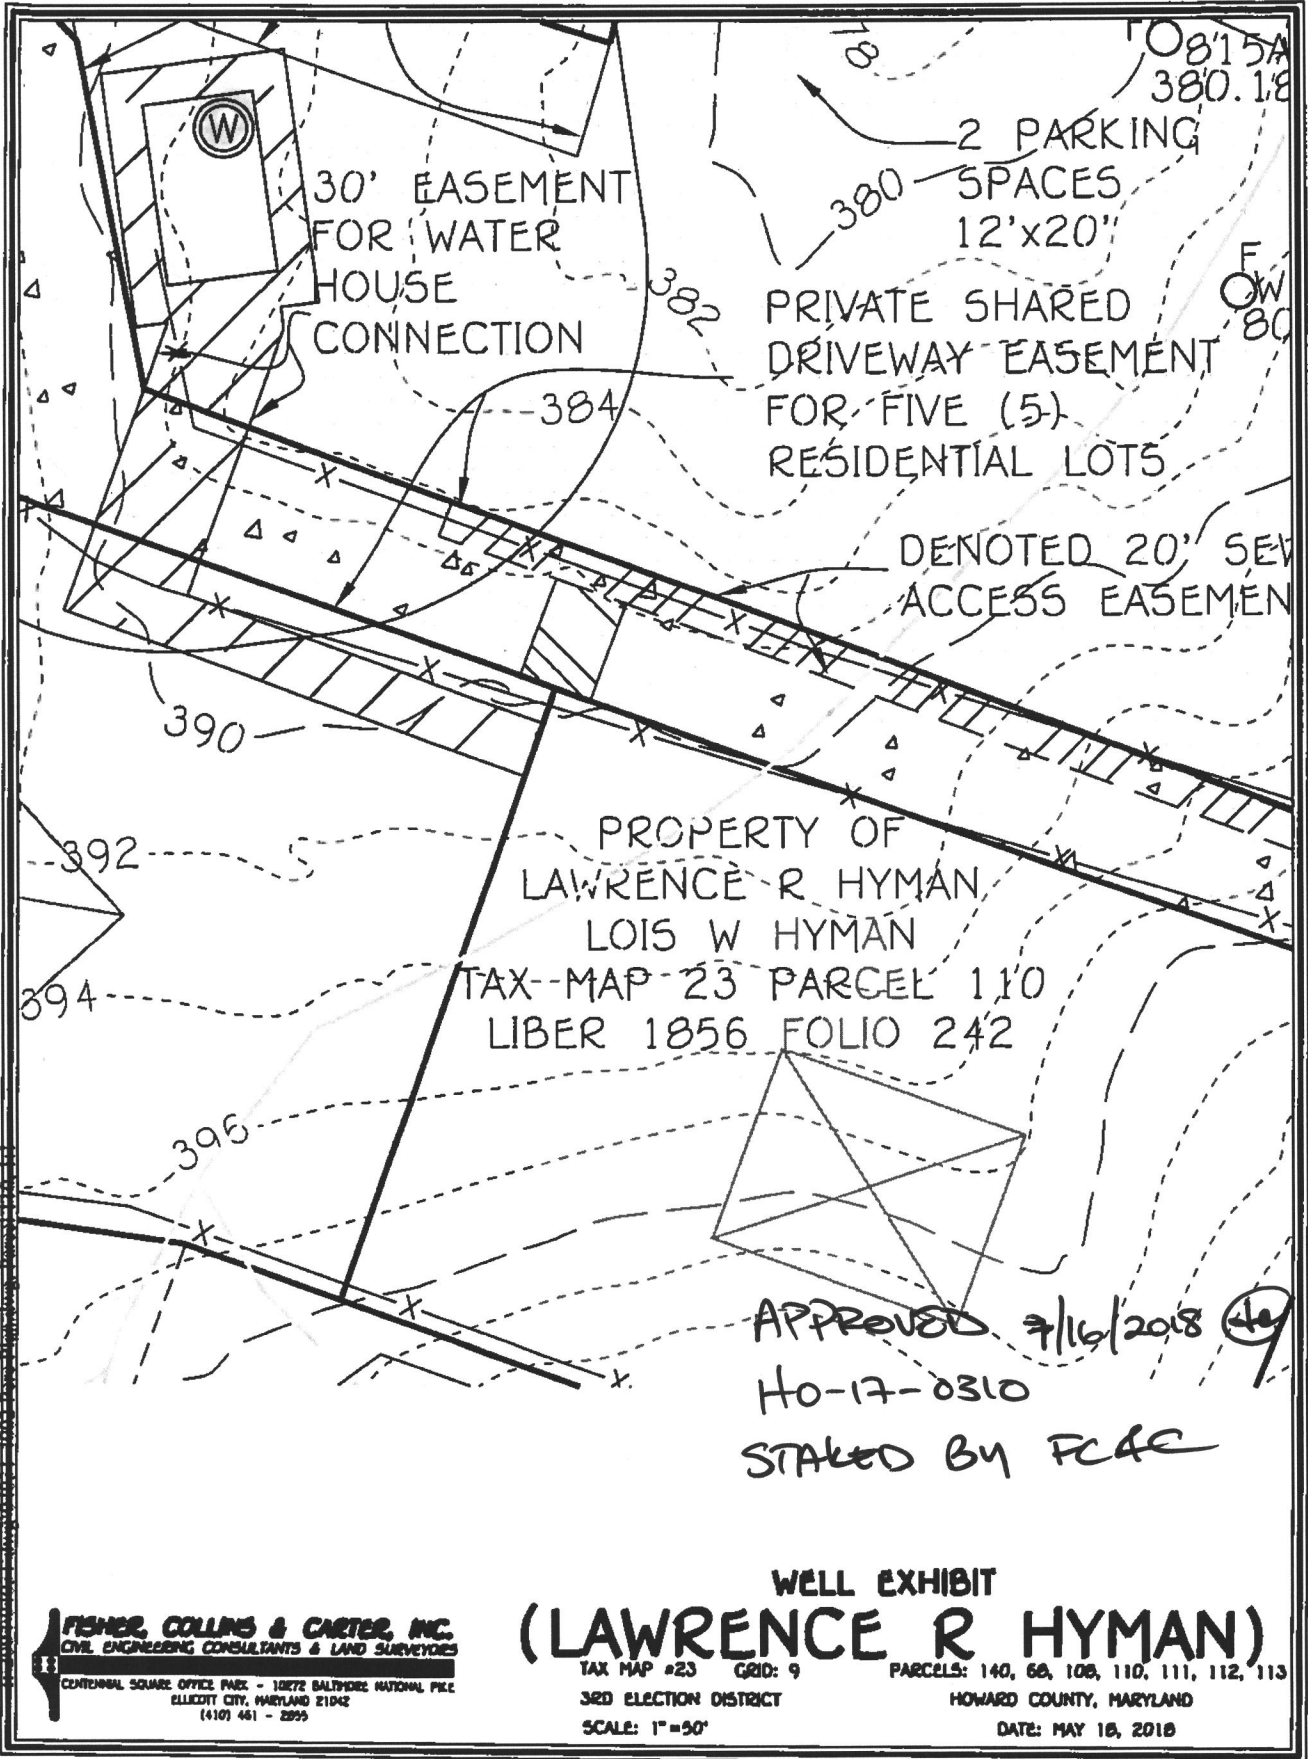 78
815A
380.18
2 PARKING
SPACES
12'x20'
380
W
30' EASEMENT
FOR WATER
HOUSE
CONNECTION
382
F
W
80
PRIVATE SHARED
DRIVEWAY EASEMENT
FOR FIVE (5)
RESIDENTIAL LOTS
384
DENOTED 20' SEW
ACCESS EASEMEN
390
392
PROPERTY OF
LAWRENCE R HYMAN
LOIS W HYMAN
TAX MAP 23 PARCEL 110
LIBER 1856 FOLIO 242
394
396
APPROVED 7/16/2018
HO-17-0310
STAKED BY FC&C
WELL EXHIBIT
(LAWRENCE R HYMAN)
TAX MAP #23 GRID: 9 PARCELS: 140, 68, 108, 110, 111, 112, 113
3RD ELECTION DISTRICT HOWARD COUNTY, MARYLAND
SCALE: 1"=50' DATE: MAY 18, 2018
FISHER, COLLINS & CARTER, INC.
CIVIL ENGINEERING CONSULTANTS & LAND SURVEYORS
CENTENNIAL SQUARE OFFICE PARK - 10272 BALTIMORE NATIONAL PIKE
ELLICOTT CITY, MARYLAND 21042
(410) 461 - 2855